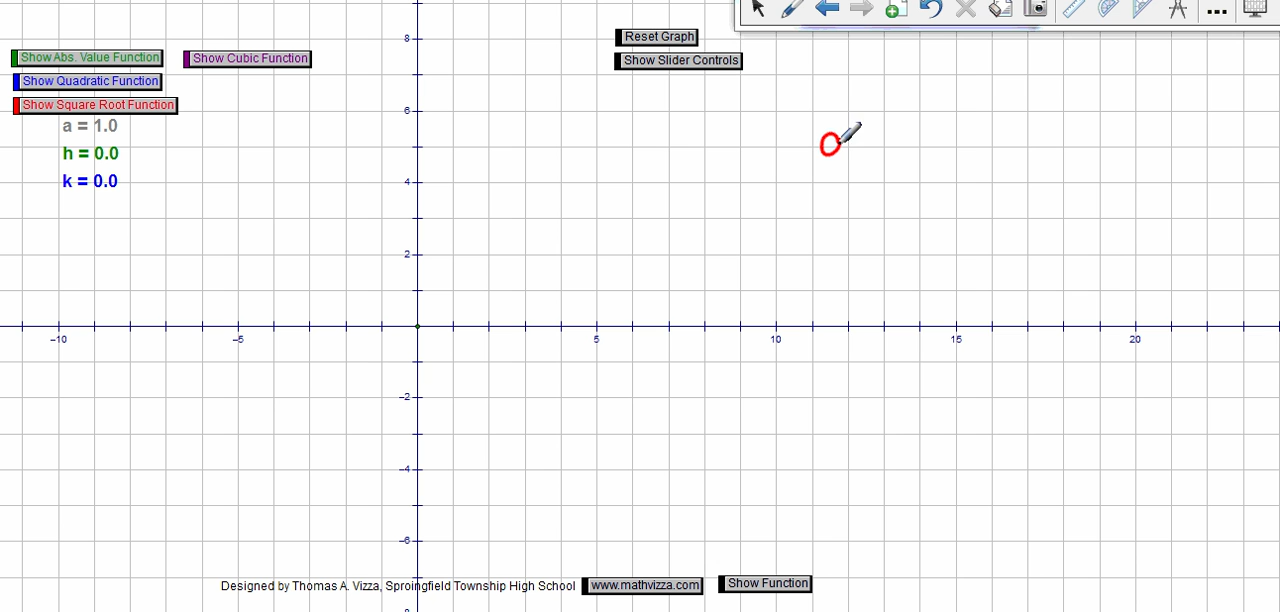 8
Reset Graph
Show Abs. Value Function
Show Cubic Function
Show Slider Controls
Show Quadratic Function
Show Square Root Function
6
a = 1.0
h = 0.0
k = 0.0
4
2
–10
–5
5
10
15
20
–2
–4
–6
Designed by Thomas A. Vizza, Sproingfield Township High School
www.mathvizza.com
Show Function